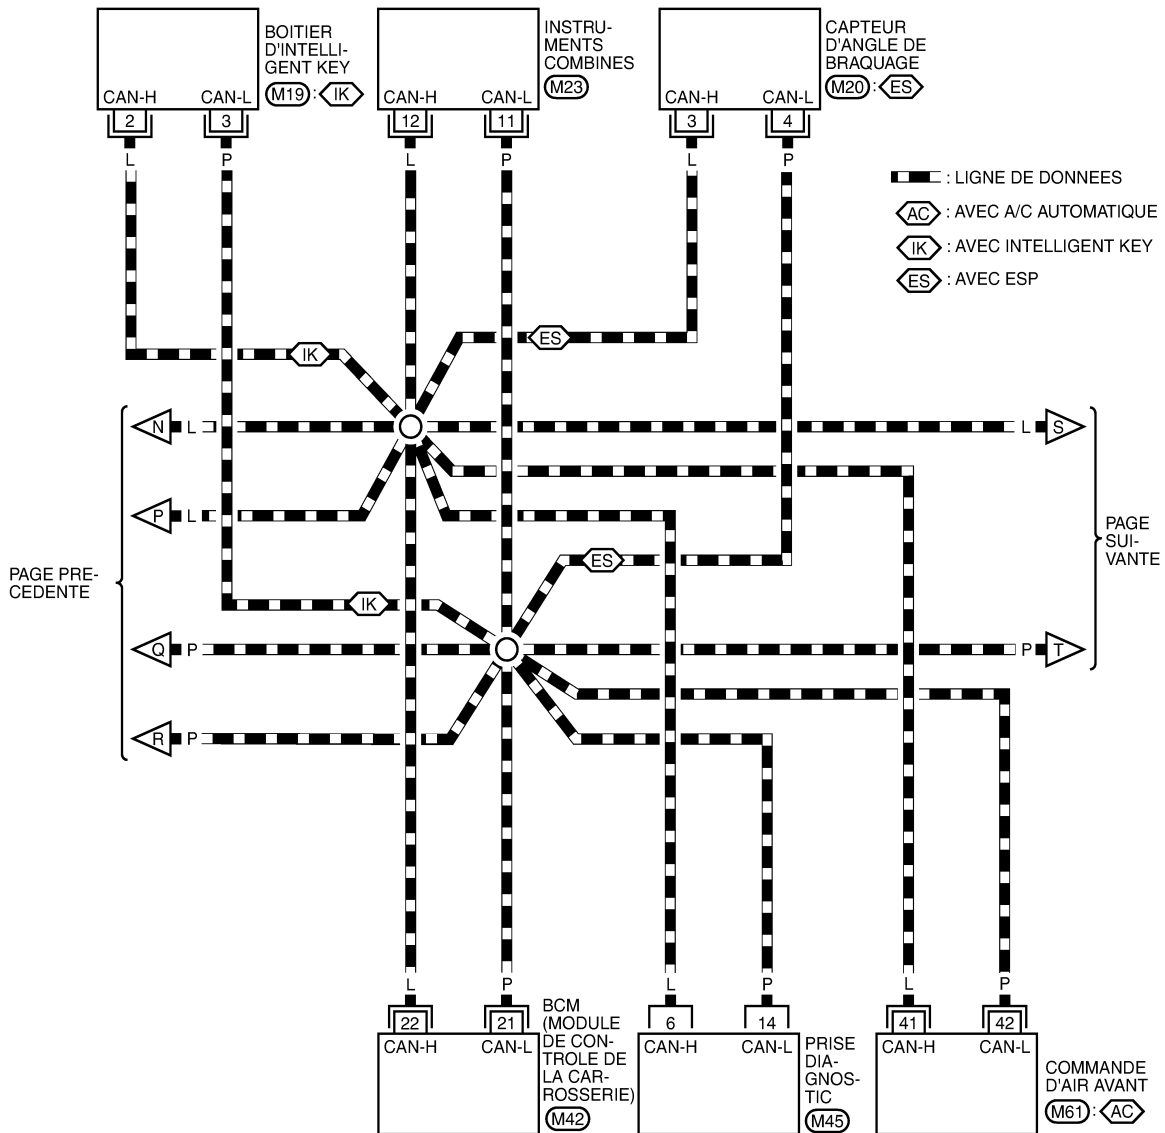 BOITIER
D'INTELLI-
GENT KEY
M19 : IK
CAN-H CAN-L
2 3
L P
INSTRU-
MENTS
COMBINES
M23
CAN-H CAN-L
12 11
L P
CAPTEUR
D'ANGLE DE
BRAQUAGE
M20 : ES
CAN-H CAN-L
3 4
L P
: LIGNE DE DONNEES
AC : AVEC A/C AUTOMATIQUE
IK : AVEC INTELLIGENT KEY
ES : AVEC ESP
ES
IK
N L
L S
P L
PAGE
SUI-
VANTE
ES
PAGE PRE-
CEDENTE
IK
Q P
P T
R P
L P
22 21
CAN-H CAN-L
BCM
(MODULE
DE CON-
TROLE DE
LA CAR-
ROSSERIE)
M42
L P
6 14
CAN-H CAN-L
PRISE
DIA-
GNOS-
TIC
M45
L P
41 42
CAN-H CAN-L
COMMANDE
D'AIR AVANT
M61 : AC